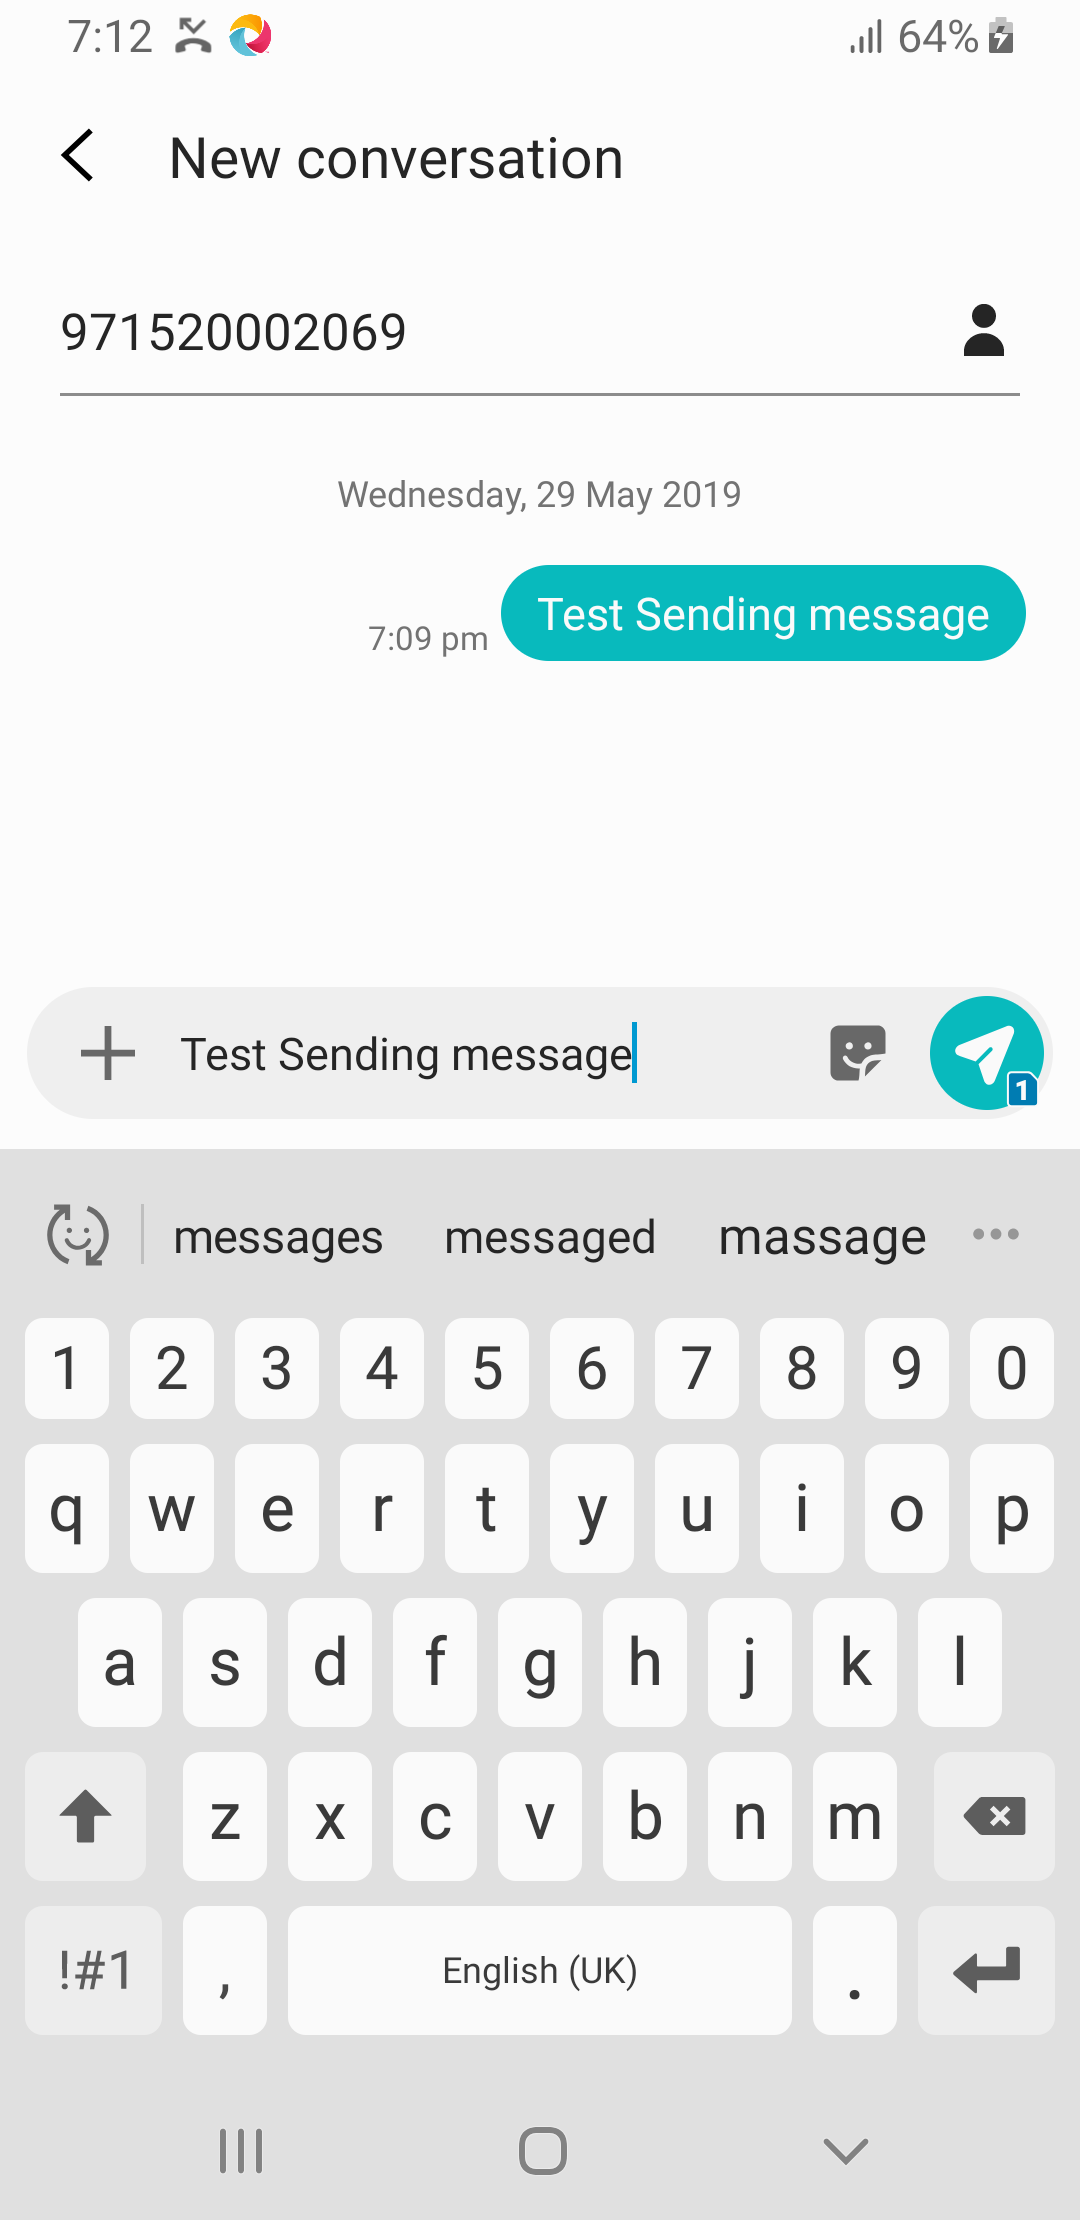 7:12 64%
New conversation
971520002069
Wednesday, 29 May 2019
Test Sending message
7:09 pm
Test Sending message
1
messages messaged massage
1 2 3 4 5 6 7 8 9 0
q w e r t y u i o p
a s d f g h j k l
z x c v b n m
!#1 , English (UK) .